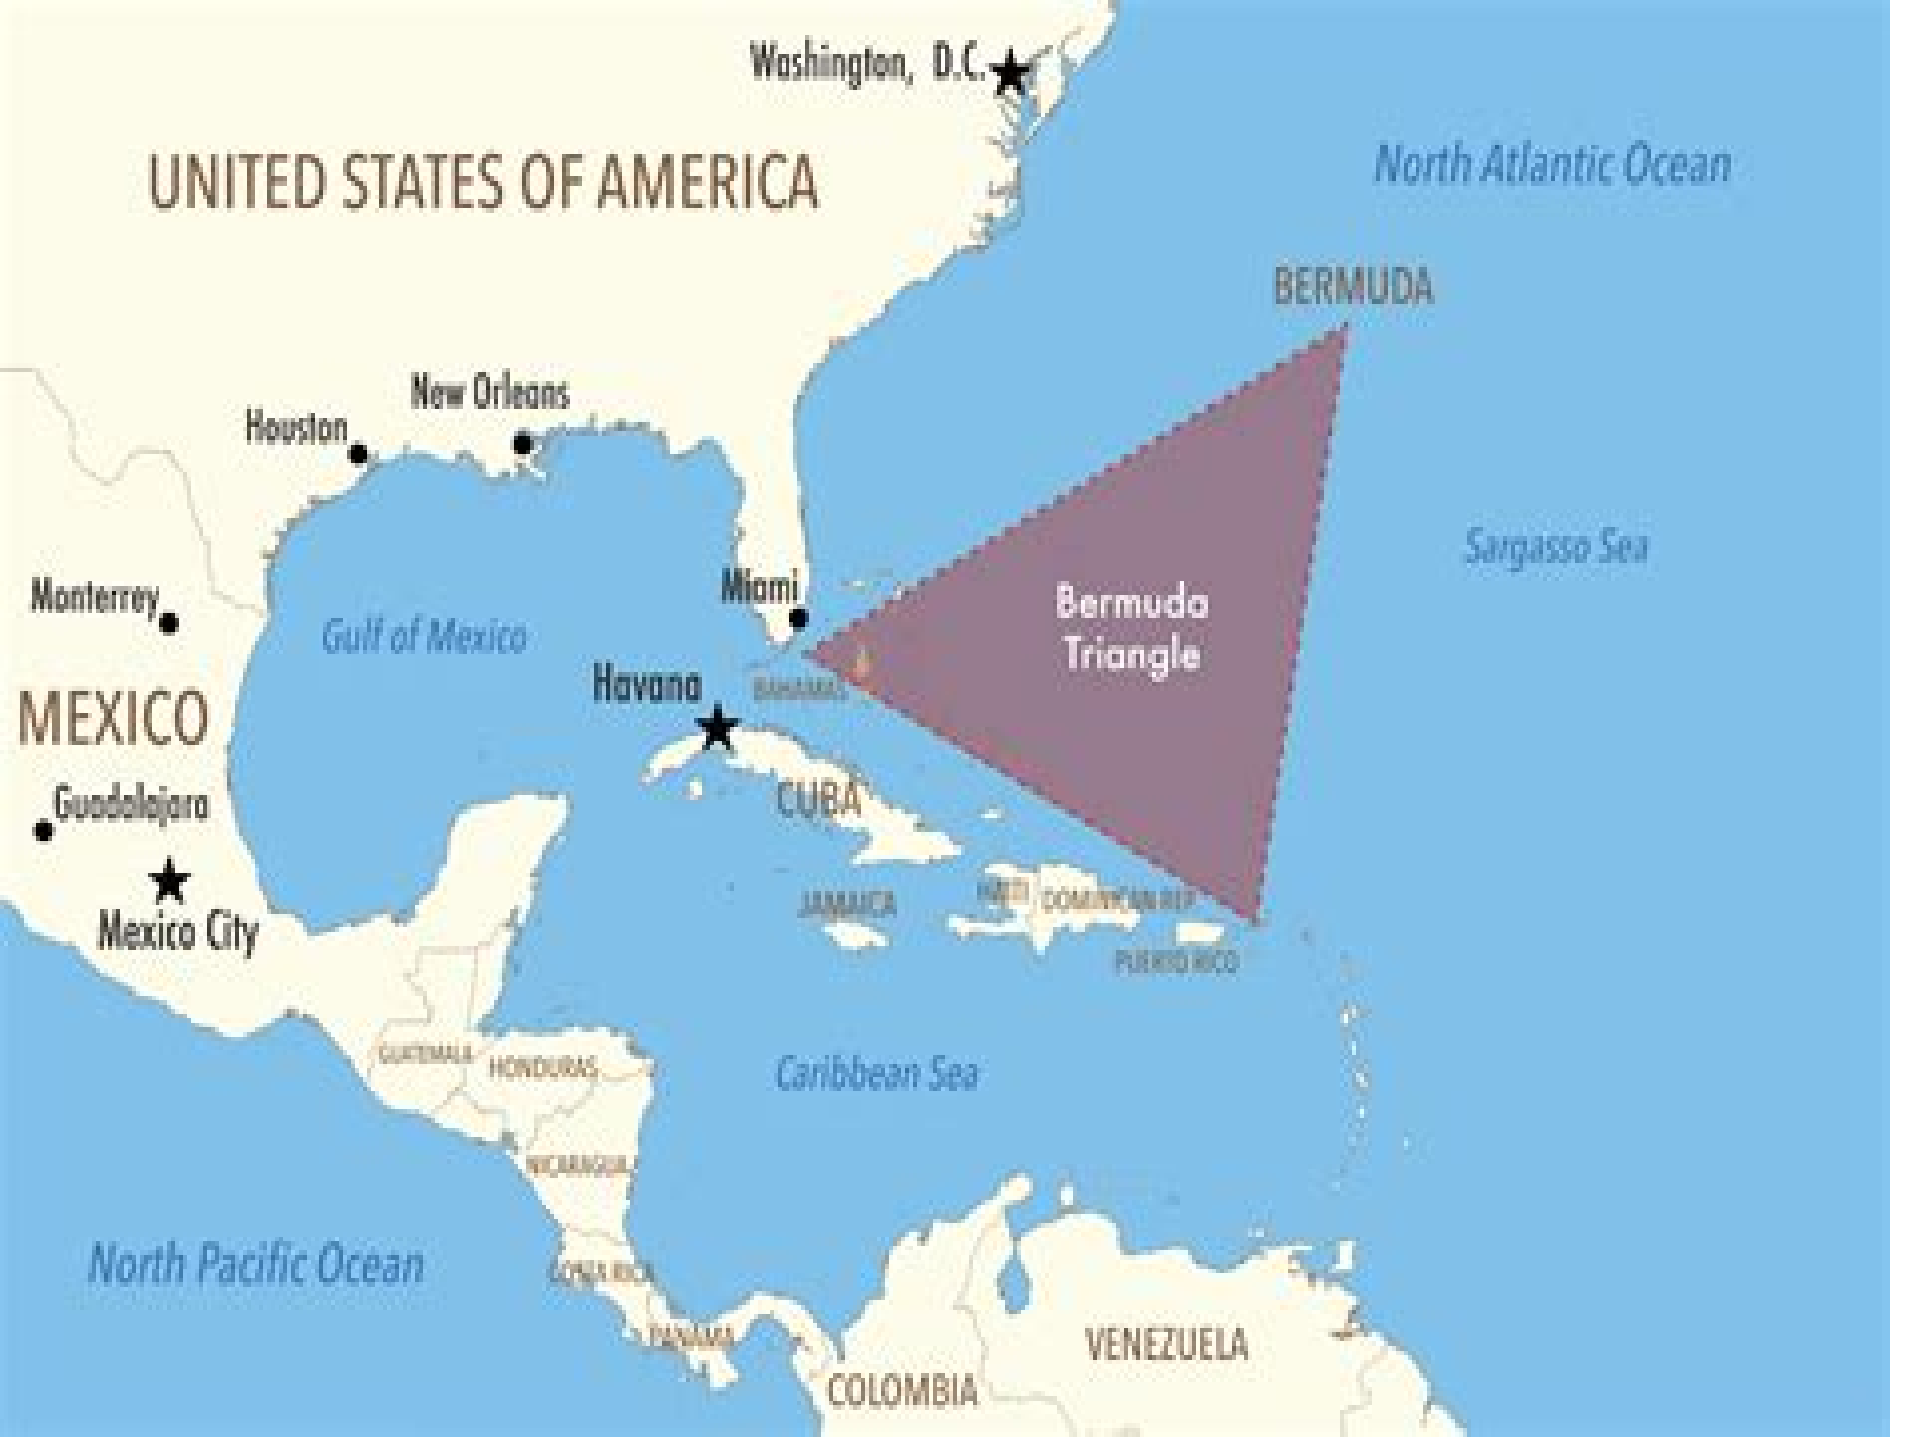 Washington, D.C.
UNITED STATES OF AMERICA
North Atlantic Ocean
BERMUDA
New Orleans
Houston
Sargasso Sea
Miami
Monterrey
Bermuda
Triangle
Gulf of Mexico
Havana
BAHAMAS
MEXICO
Guadalajara
CUBA
HAITI
DOMINICAN REP
JAMAICA
Mexico City
PUERTO RICO
GUATEMALA
HONDURAS
Caribbean Sea
NICARAGUA
North Pacific Ocean
COSTA RICA
PANAMA
VENEZUELA
COLOMBIA